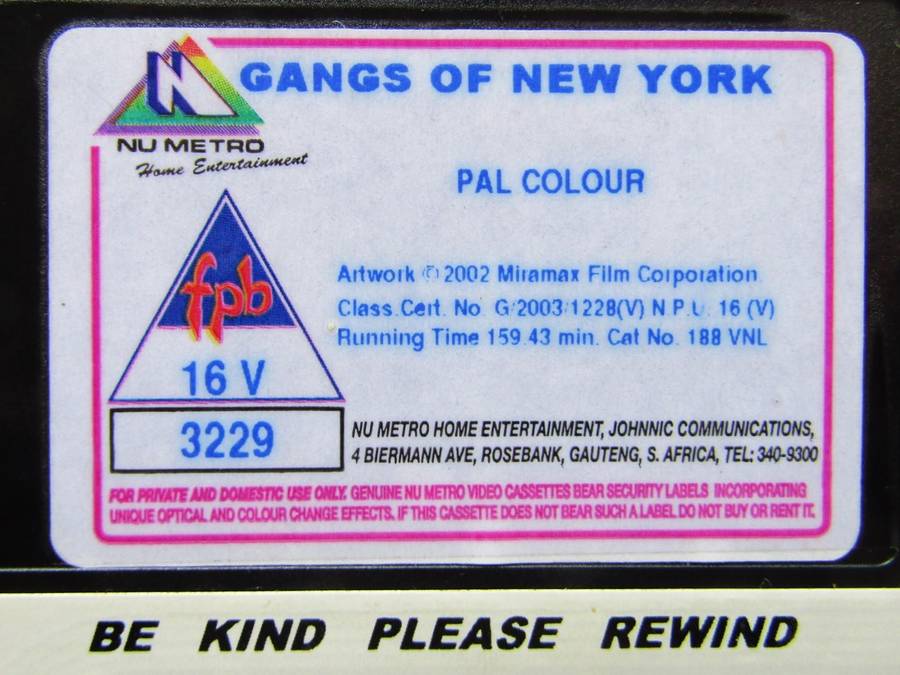 GANGS OF NEW YORK
N
NU METRO
Home Entertainment
PAL COLOUR
fpb
16 V
3229
Artwork © 2002 Miramax Film Corporation
Class.Cert. No. G/2003/1228(V) N.P.U. 16 (V)
Running Time 159.43 min. Cat No. 188 VNL
NU METRO HOME ENTERTAINMENT, JOHNNIC COMMUNICATIONS,
4 BIERMANN AVE, ROSEBANK, GAUTENG, S. AFRICA, TEL: 340-9300
FOR PRIVATE AND DOMESTIC USE ONLY. GENUINE NU METRO VIDEO CASSETTES BEAR SECURITY LABELS INCORPORATING
UNIQUE OPTICAL AND COLOUR CHANGE EFFECTS. IF THIS CASSETTE DOES NOT BEAR SUCH A LABEL DO NOT BUY OR RENT IT.
BE KIND PLEASE REWIND